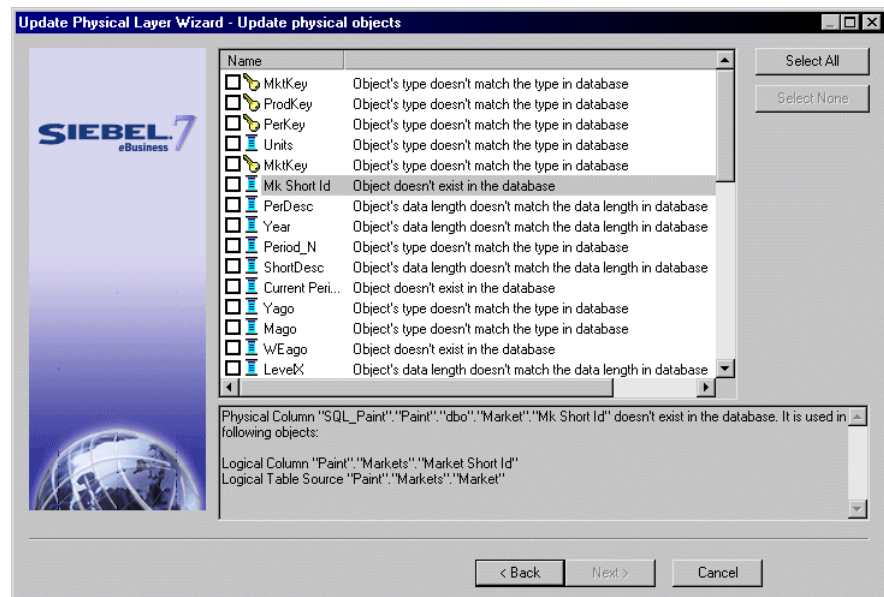 Update Physical Layer Wizard - Update physical objects
SIEBEL. 7
eBusiness
Name
MktKey Object's type doesn't match the type in database
ProdKey Object's type doesn't match the type in database
PerKey Object's type doesn't match the type in database
Units Object's type doesn't match the type in database
MktKey Object's type doesn't match the type in database
Mk Short Id Object doesn't exist in the database
PerDesc Object's data length doesn't match the data length in database
Year Object's data length doesn't match the data length in database
Period_N Object's type doesn't match the type in database
ShortDesc Object's data length doesn't match the data length in database
Current Peri... Object doesn't exist in the database
Yago Object's type doesn't match the type in database
Mago Object's type doesn't match the type in database
WEago Object doesn't exist in the database
LevelX Object's data length doesn't match the data length in database
Select All
Select None
Physical Column "SQL_Paint"."Paint"."dbo"."Market"."Mk Short Id" doesn't exist in the database. It is used in
following objects:
Logical Column "Paint"."Markets"."Market Short Id"
Logical Table Source "Paint"."Markets"."Market"
< Back
Next >
Cancel